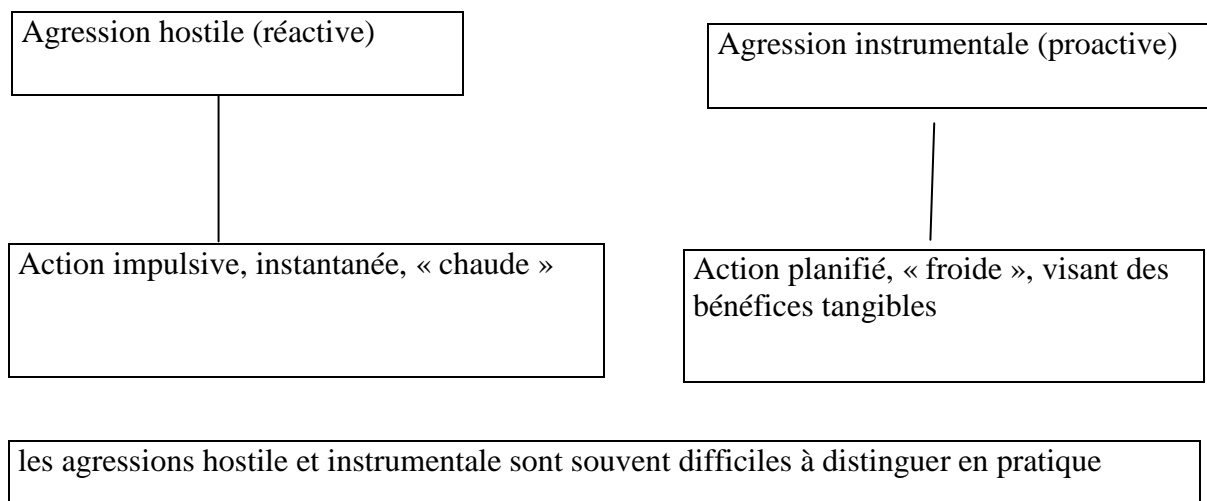 Agression hostile (réactive)
Agression instrumentale (proactive)
Action impulsive, instantanée, « chaude »
Action planifié, « froide », visant des
bénéfices tangibles
les agressions hostile et instrumentale sont souvent difficiles à distinguer en pratique